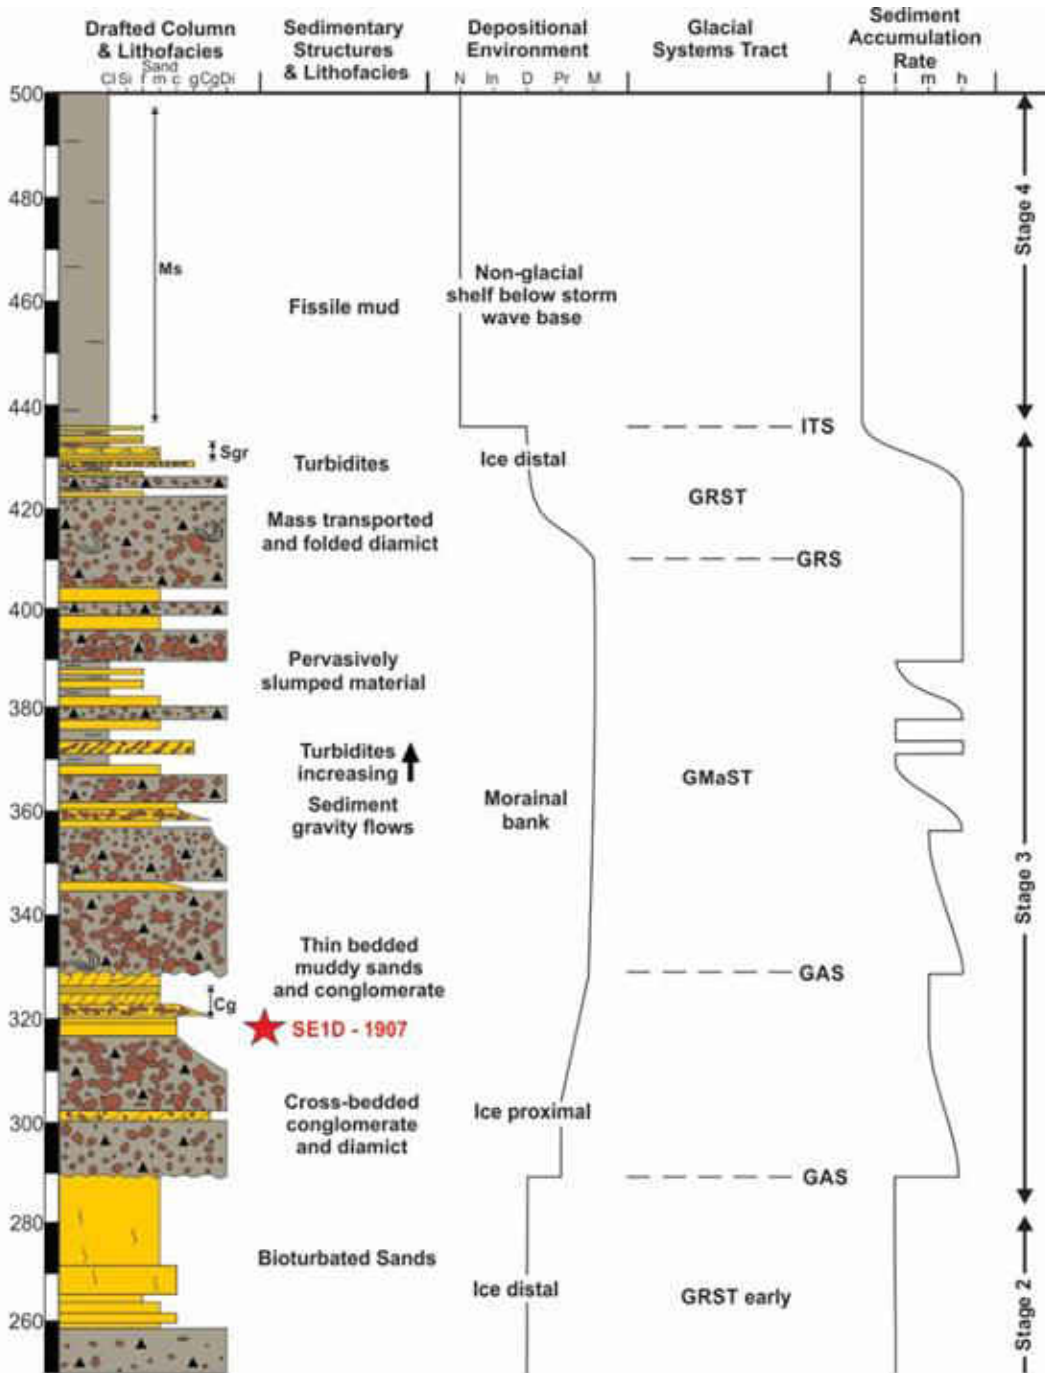 Drafted Column
& Lithofacies
Sedimentary
Structures
& Lithofacies
Depositional
Environment
Glacial
Systems Tract
Sediment
Accumulation
Rate
Sand
Cl Si f m c g Cg Di
N In D Pr M
c l m h
500
480
460
440
420
400
380
360
340
320
300
280
260
Ms
Sgr
Cg
Fissile mud
Turbidites
Mass transported
and folded diamict
Pervasively
slumped material
Turbidites
increasing
Sediment
gravity flows
Thin bedded
muddy sands
and conglomerate
SE1D - 1907
Cross-bedded
conglomerate
and diamict
Bioturbated Sands
Non-glacial
shelf below storm
wave base
Ice distal
Morainal
bank
Ice proximal
Ice distal
ITS
GRST
GRS
GMaST
GAS
GAS
GRST early
Stage 4
Stage 3
Stage 2